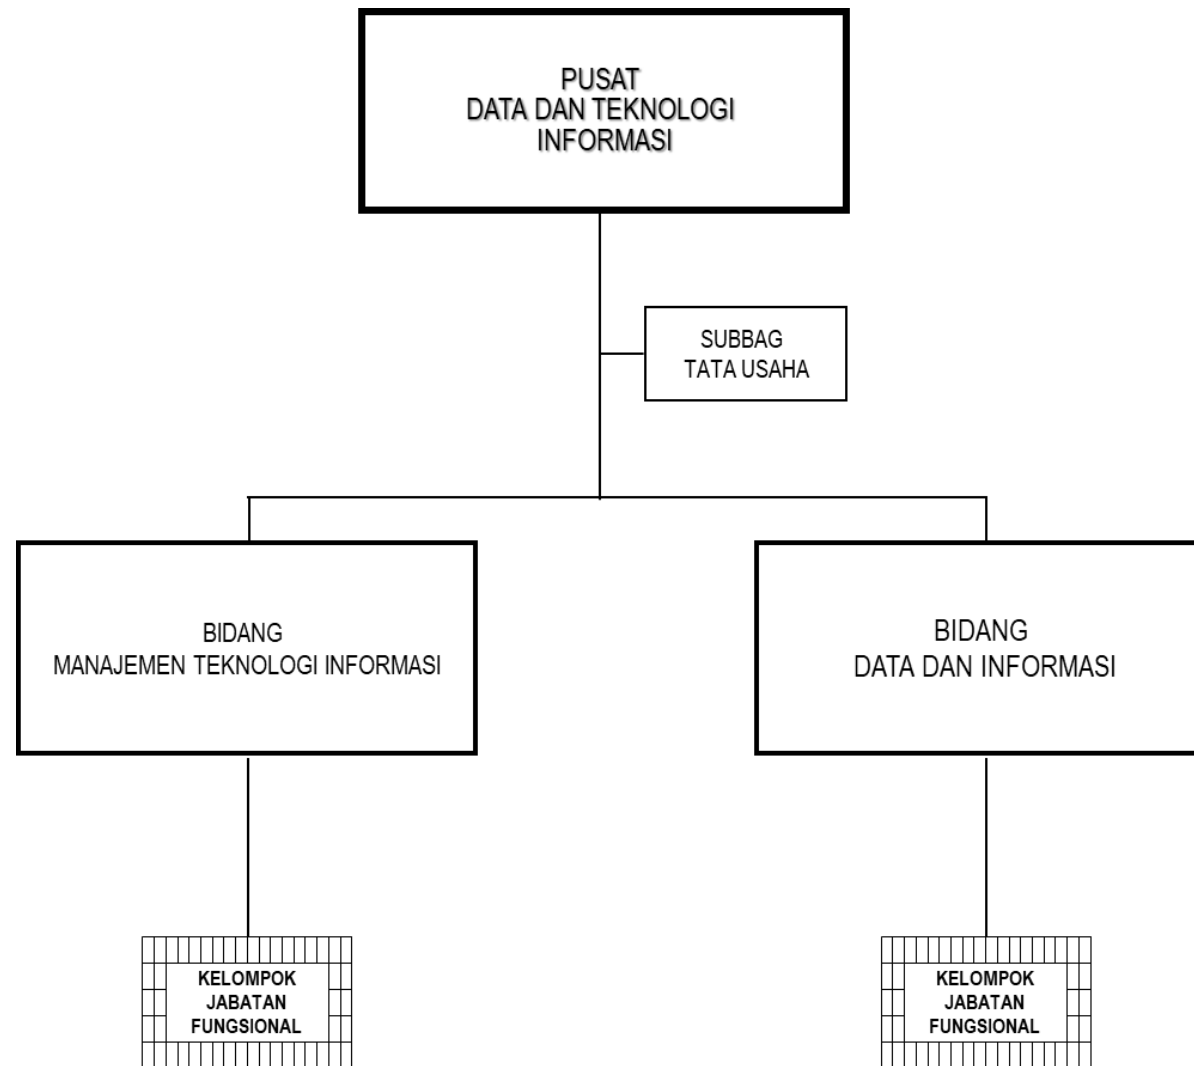 PUSAT
DATA DAN TEKNOLOGI
INFORMASI
SUBBAG
TATA USAHA
BIDANG
MANAJEMEN TEKNOLOGI INFORMASI
BIDANG
DATA DAN INFORMASI
KELOMPOK
JABATAN
FUNGSIONAL
KELOMPOK
JABATAN
FUNGSIONAL